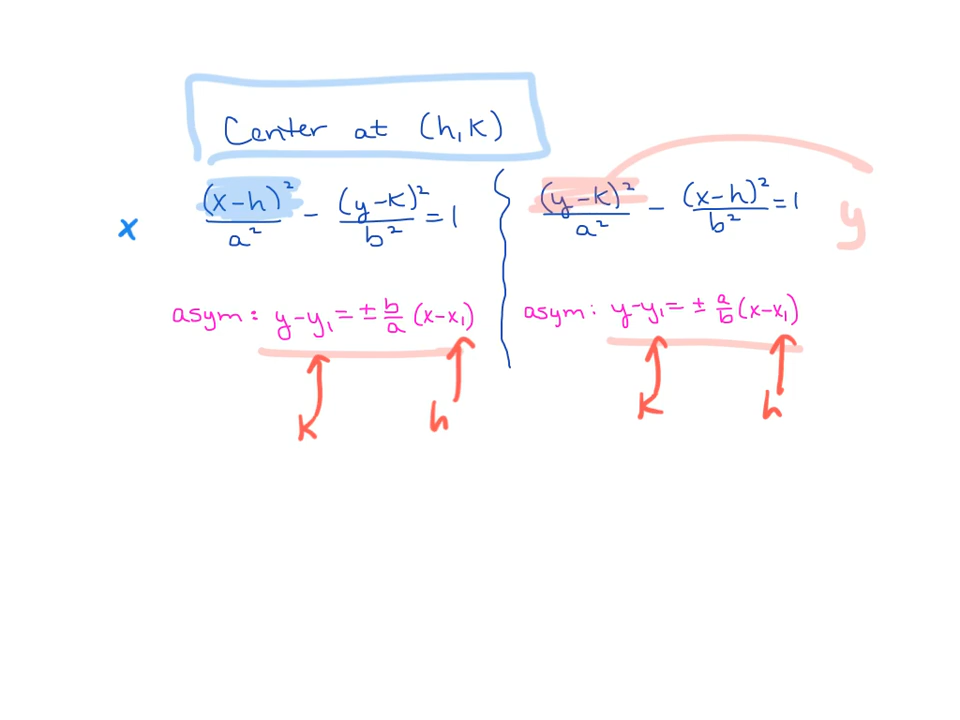 Center at (h,k)
x (x-h)²/a² - (y-k)²/b² = 1
(y-k)²/a² - (x-h)²/b² = 1 y
asym: y-y₁ = ± b/a (x-x₁)
k h
asym: y-y₁ = ± a/b (x-x₁)
k h